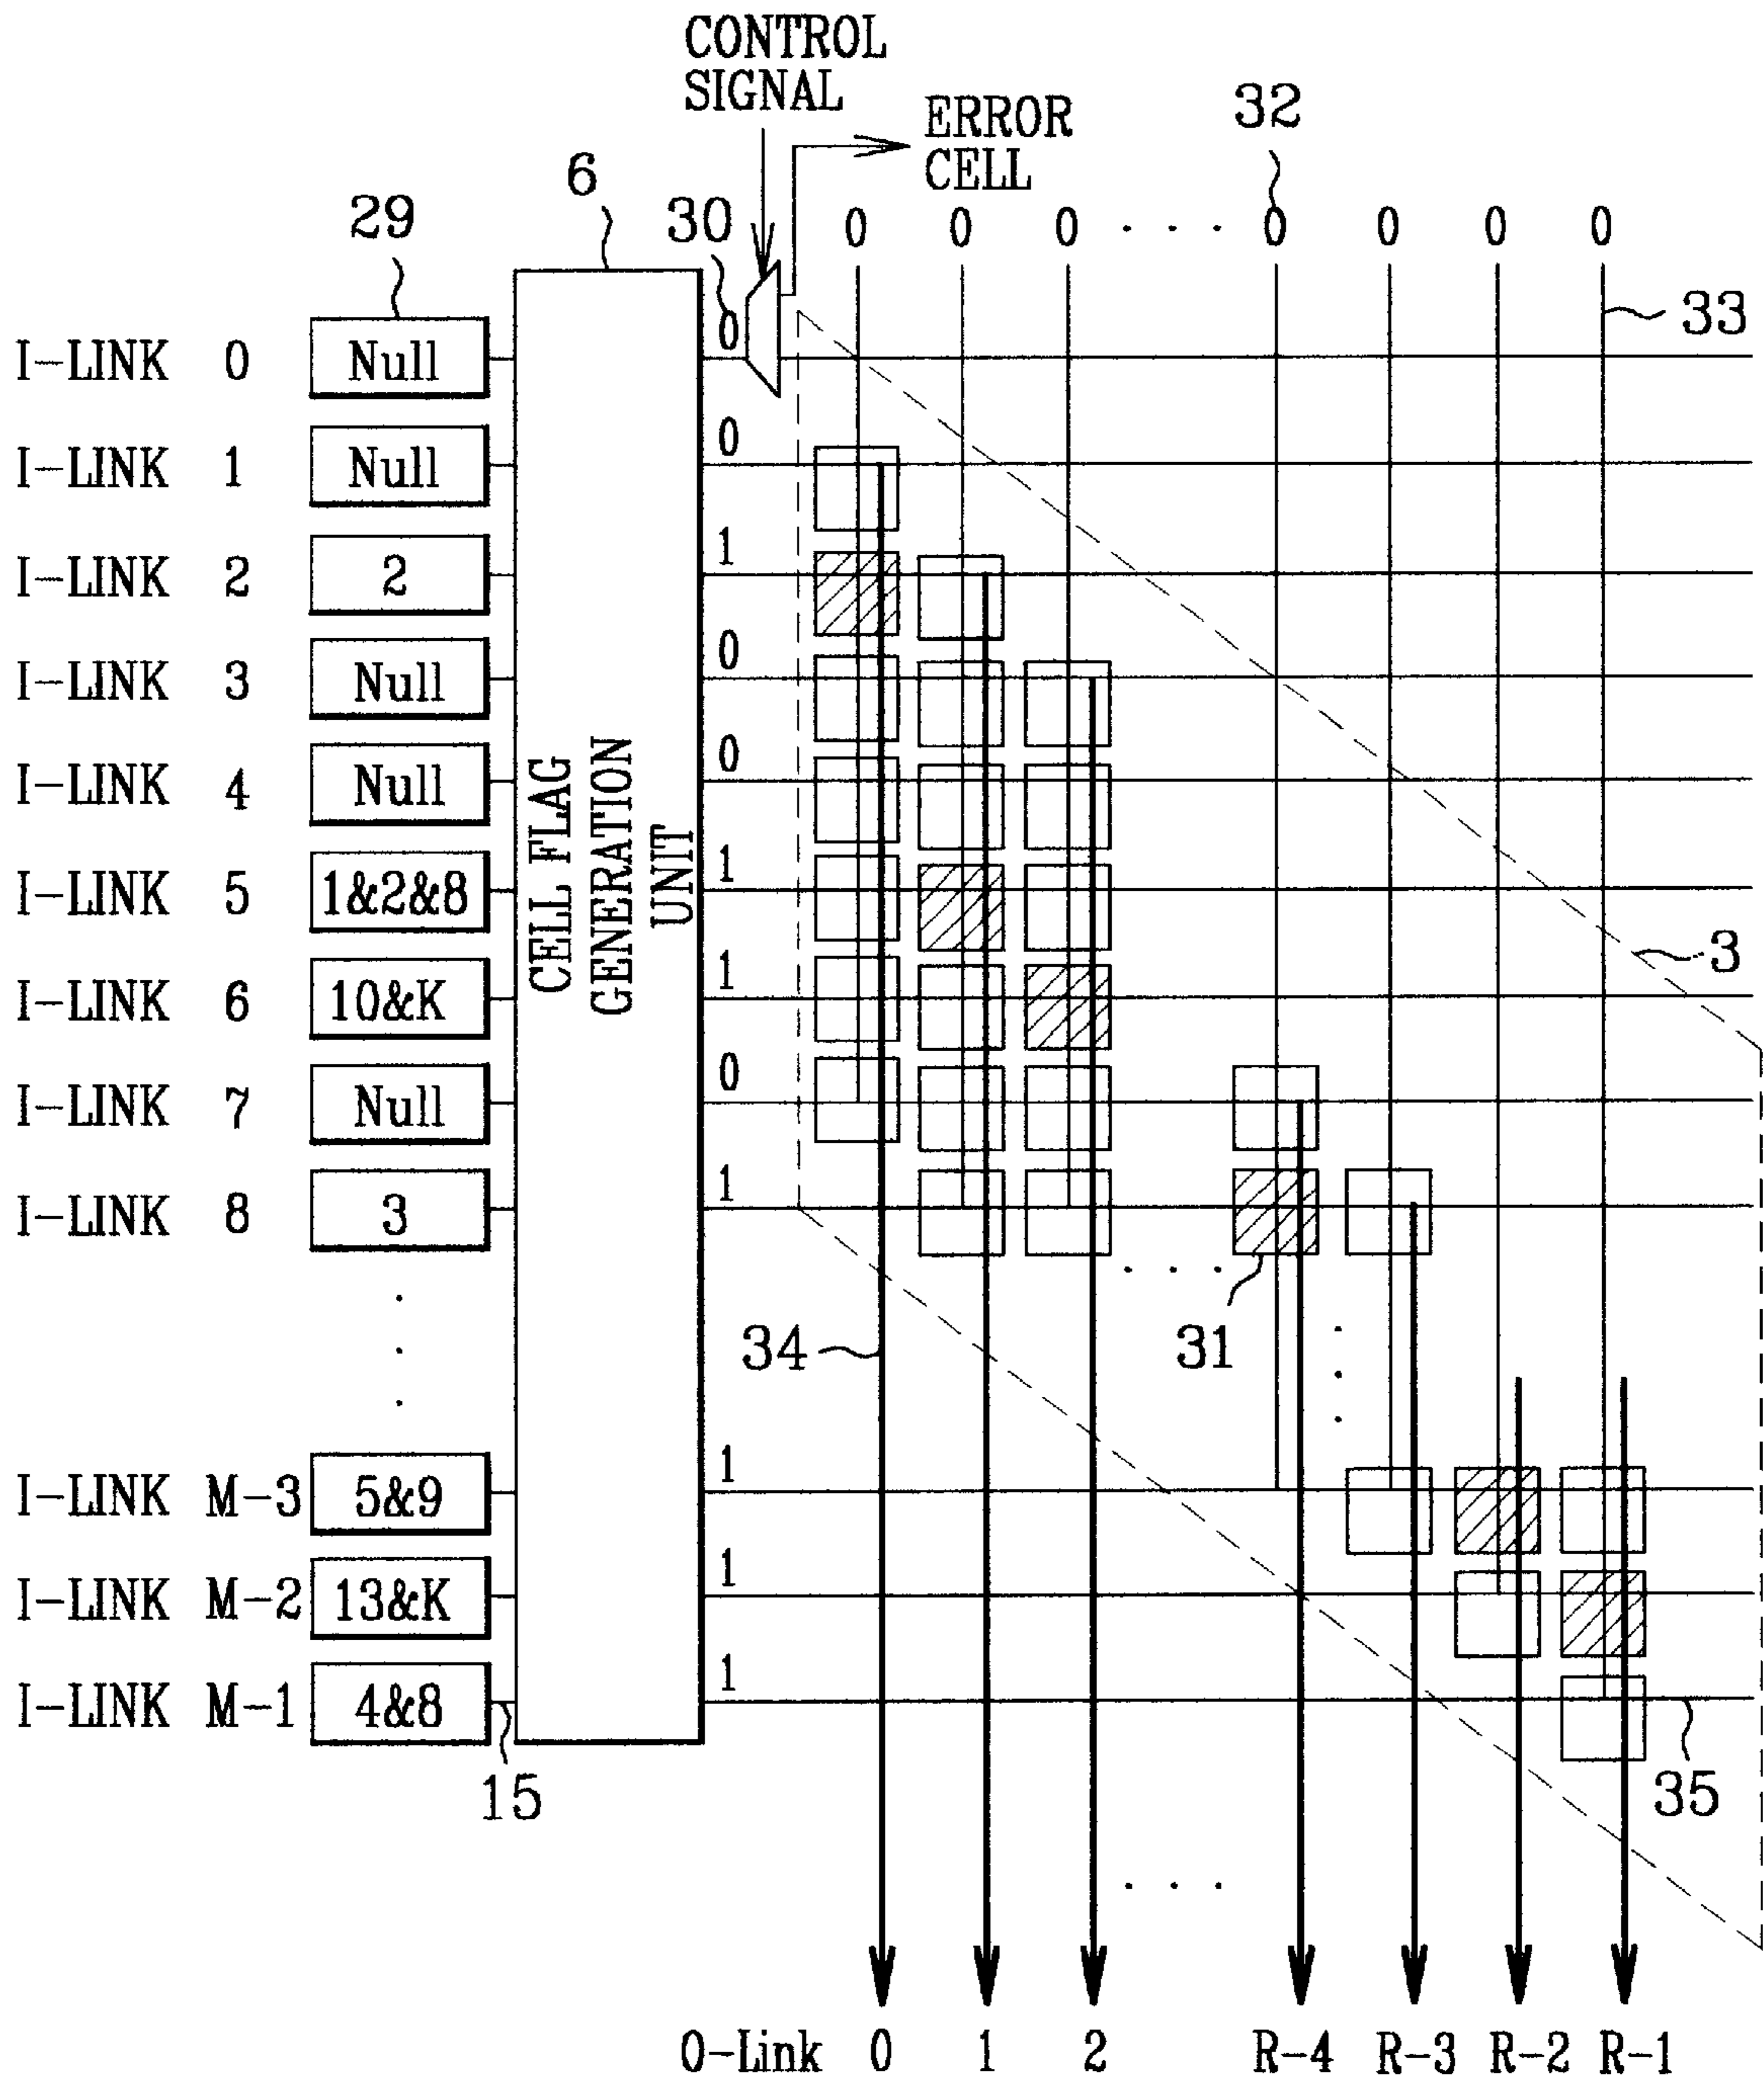 CONTROL
SIGNAL
ERROR
CELL
32
6
30
29
0 0 0 . . . 0 0 0 0
33
I-LINK 0 Null 0
I-LINK 1 Null 0
I-LINK 2 2 1
I-LINK 3 Null 0
I-LINK 4 Null 0
I-LINK 5 1&2&8 1
I-LINK 6 10&K 1
I-LINK 7 Null 0
I-LINK 8 3 1
CELL FLAG
GENERATION
UNIT
3
. . .
34
31
I-LINK M-3 5&9 1
I-LINK M-2 13&K 1
I-LINK M-1 4&8 1
15
35
. . .
O-Link 0 1 2 R-4 R-3 R-2 R-1